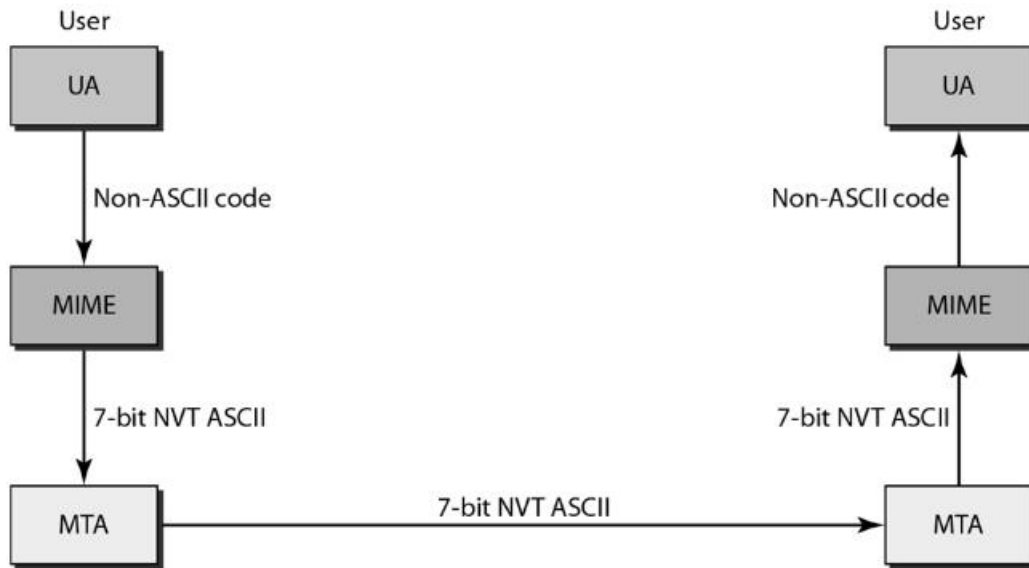 User
User
UA
UA
Non-ASCII code
Non-ASCII code
MIME
MIME
7-bit NVT ASCII
7-bit NVT ASCII
7-bit NVT ASCII
MTA
MTA